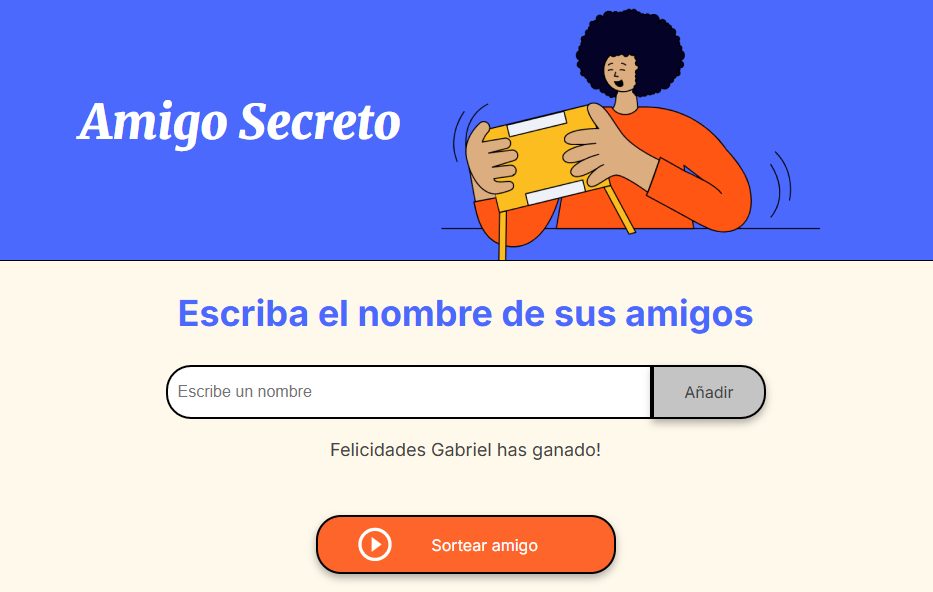 Amigo Secreto
Escriba el nombre de sus amigos
Escribe un nombre
Añadir
Felicidades Gabriel has ganado!
Sortear amigo